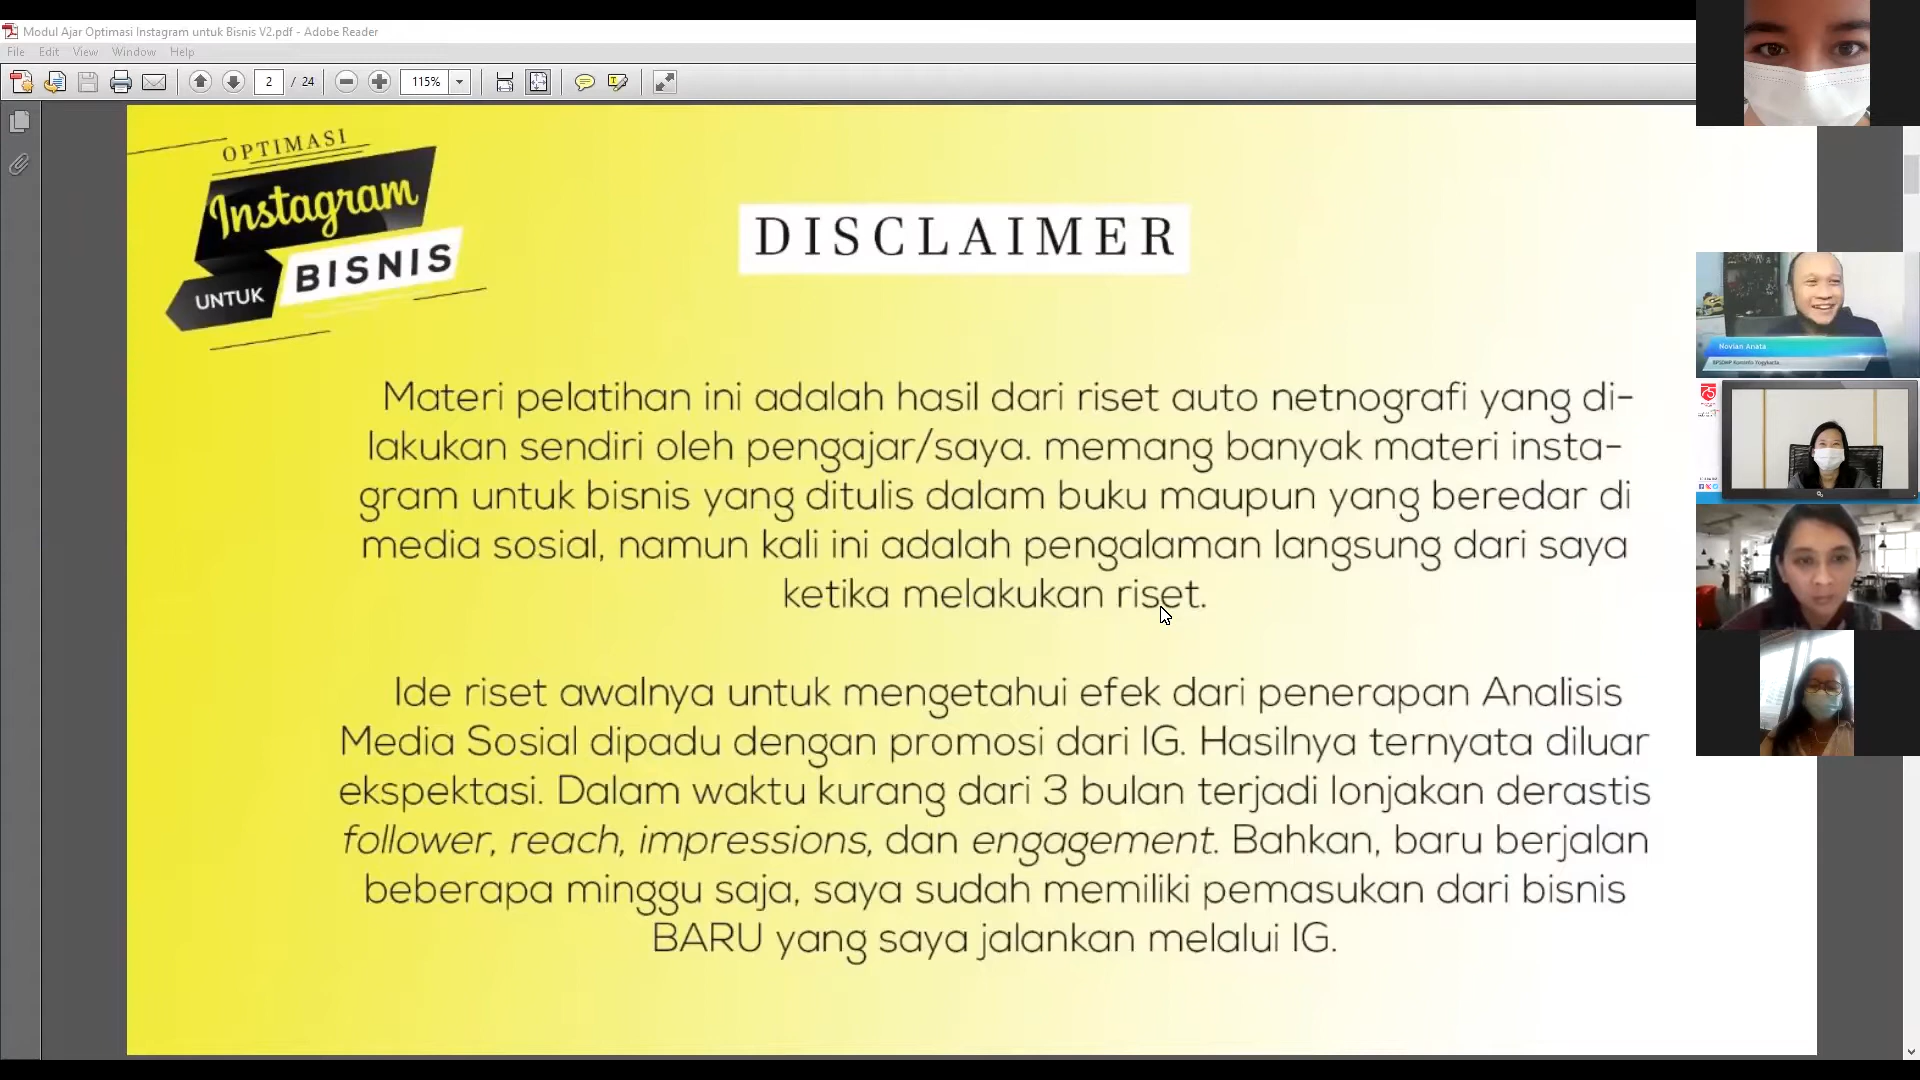 Modul Ajar Optimasi Instagram untuk Bisnis V2.pdf - Adobe Reader
File Edit View Window Help
2 / 24 115%
OPTIMASI
Instagram
UNTUK BISNIS
DISCLAIMER
Materi pelatihan ini adalah hasil dari riset auto netnografi yang di-
lakukan sendiri oleh pengajar/saya. memang banyak materi insta-
gram untuk bisnis yang ditulis dalam buku maupun yang beredar di
media sosial, namun kali ini adalah pengalaman langsung dari saya
ketika melakukan riset.
Ide riset awalnya untuk mengetahui efek dari penerapan Analisis
Media Sosial dipadu dengan promosi dari IG. Hasilnya ternyata diluar
ekspektasi. Dalam waktu kurang dari 3 bulan terjadi lonjakan derastis
follower, reach, impressions, dan engagement. Bahkan, baru berjalan
beberapa minggu saja, saya sudah memiliki pemasukan dari bisnis
BARU yang saya jalankan melalui IG.
Novian Anata
BPSDMP Kominfo Yogyakarta